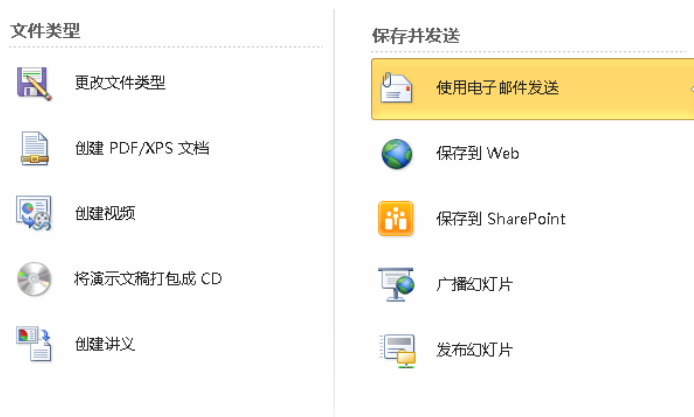 文件类型
更改文件类型
创建 PDF/XPS 文档
创建视频
将演示文稿打包成 CD
创建讲义
保存并发送
使用电子邮件发送
保存到 Web
保存到 SharePoint
广播幻灯片
发布幻灯片